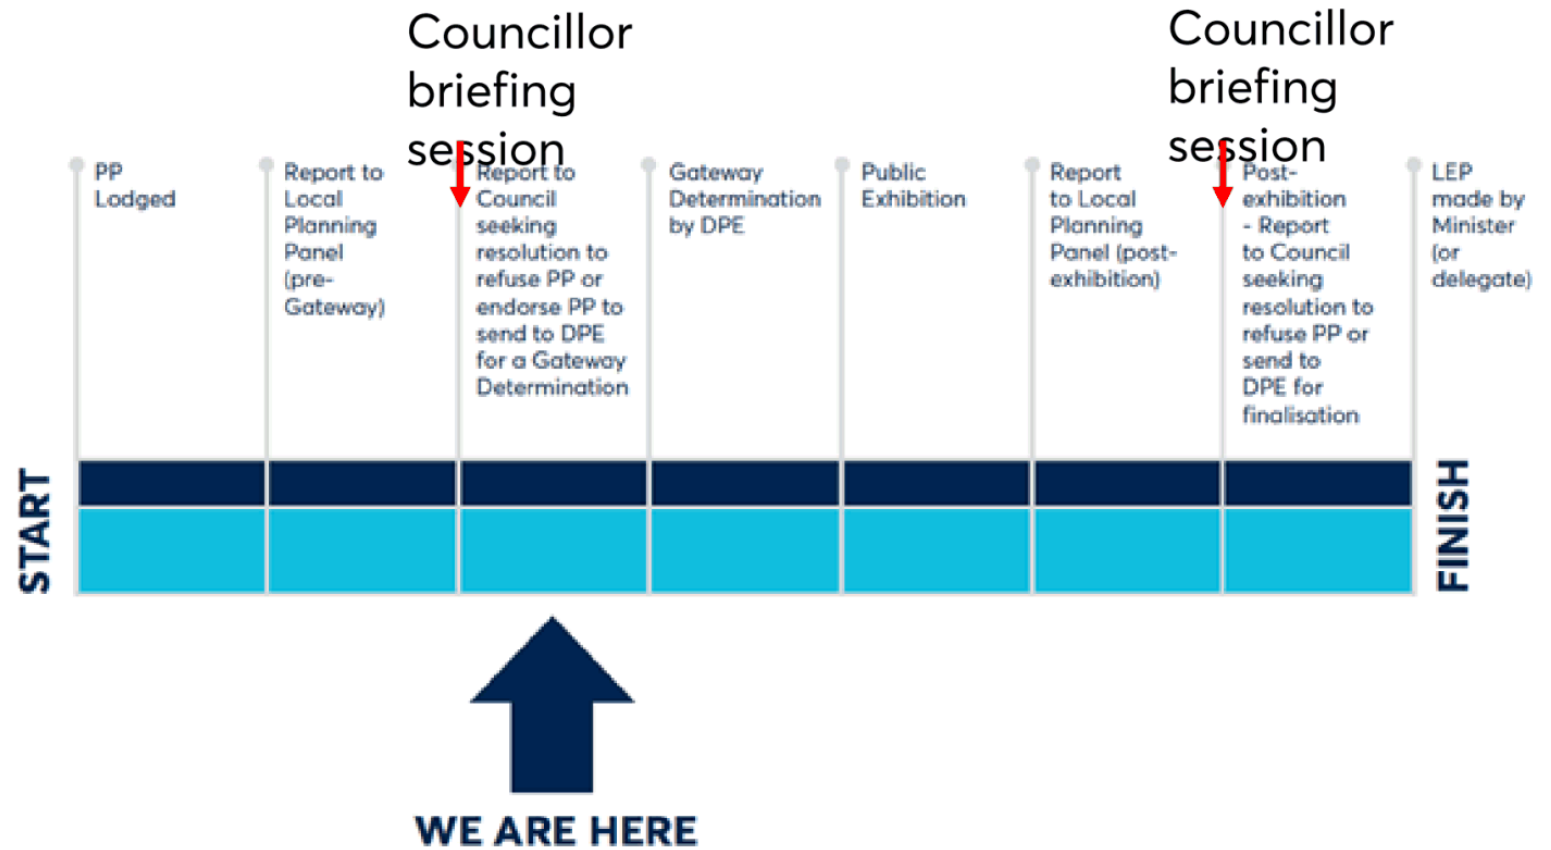 Councillor
briefing
session
Councillor
briefing
session
PP
Lodged
Report to
Local
Planning
Panel
(pre-
Gateway)
Report to
Council
seeking
resolution to
refuse PP or
endorse PP to
send to DPE
for a Gateway
Determination
Gateway
Determination
by DPE
Public
Exhibition
Report
to Local
Planning
Panel (post-
exhibition)
Post-
exhibition
- Report
to Council
seeking
resolution to
refuse PP or
send to
DPE for
finalisation
LEP
made by
Minister
(or
delegate)
START
FINISH
WE ARE HERE